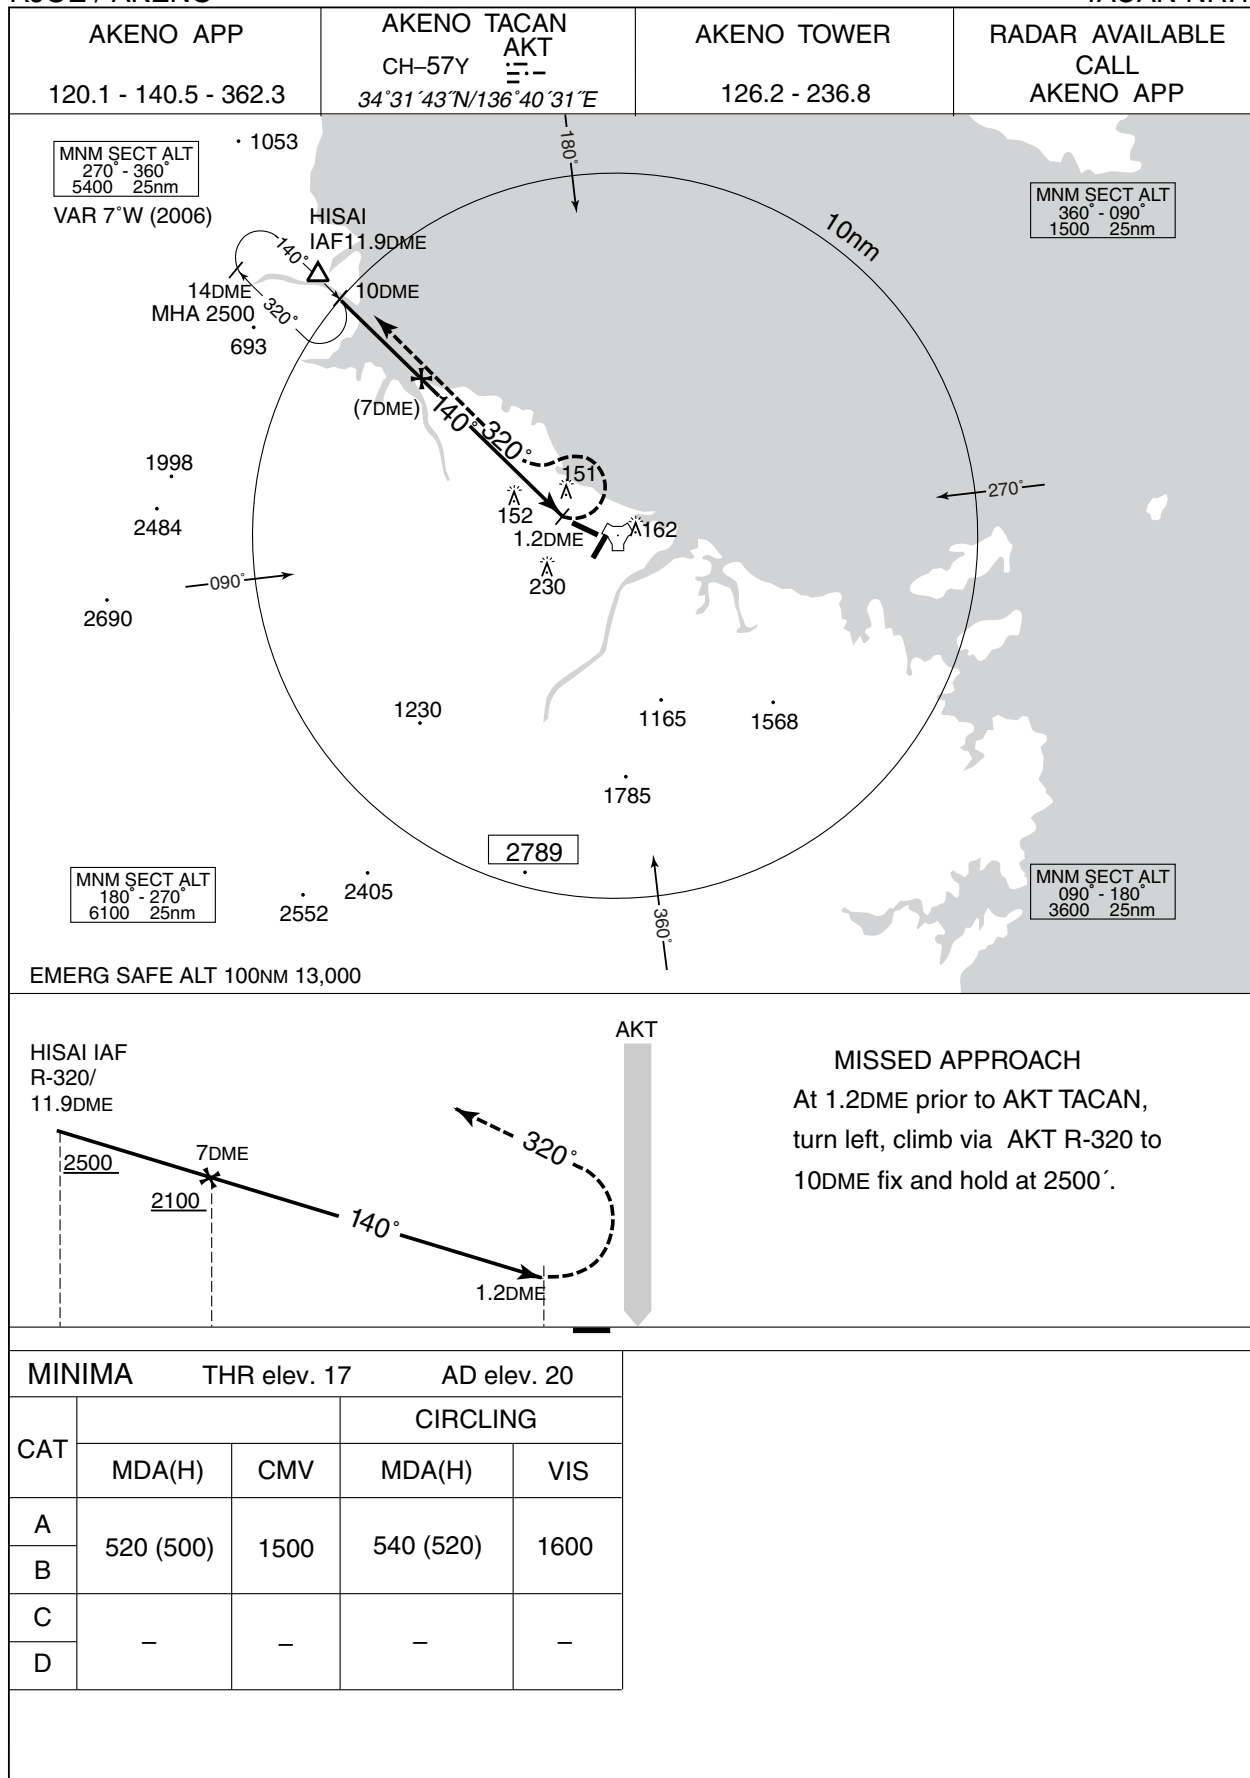 AKENO APP
120.1 - 140.5 - 362.3
AKENO TACAN
AKT
CH–57Y
34°31´43˝N/136°40´31˝E
AKENO TOWER
126.2 - 236.8
RADAR AVAILABLE
CALL
AKENO APP
MNM SECT ALT
270° - 360°
5400 25nm
VAR 7°W (2006)
1053
180°
MNM SECT ALT
360° - 090°
1500 25nm
10nm
HISAI
IAF11.9DME
140°
14DME
10DME
MHA 2500
320°
693
(7DME)
140°
320°
1998
2484
151
152
1.2DME
162
230
270°
090°
2690
1230
1165
1568
1785
2789
2405
2552
360°
MNM SECT ALT
180° - 270°
6100 25nm
MNM SECT ALT
090° - 180°
3600 25nm
EMERG SAFE ALT 100NM 13,000
HISAI IAF
R-320/
11.9DME
2500
7DME
2100
140°
320°
1.2DME
AKT
MISSED APPROACH
At 1.2DME prior to AKT TACAN,
turn left, climb via AKT R-320 to
10DME fix and hold at 2500´.
MINIMA THR elev. 17 AD elev. 20
CAT
CIRCLING
MDA(H) CMV MDA(H) VIS
A
B
520 (500) 1500 540 (520) 1600
C
D
– – – –